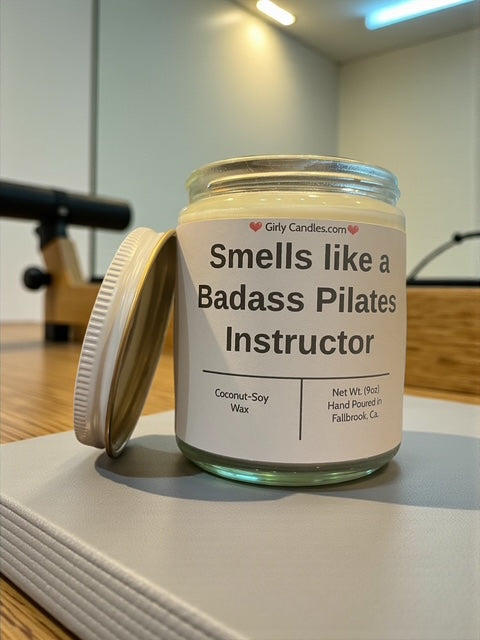 ❤ Girly Candles.com ❤
Smells like a
Badass Pilates
Instructor
Coconut-Soy
Wax
Net Wt. (9oz)
Hand Poured in
Fallbrook, Ca.